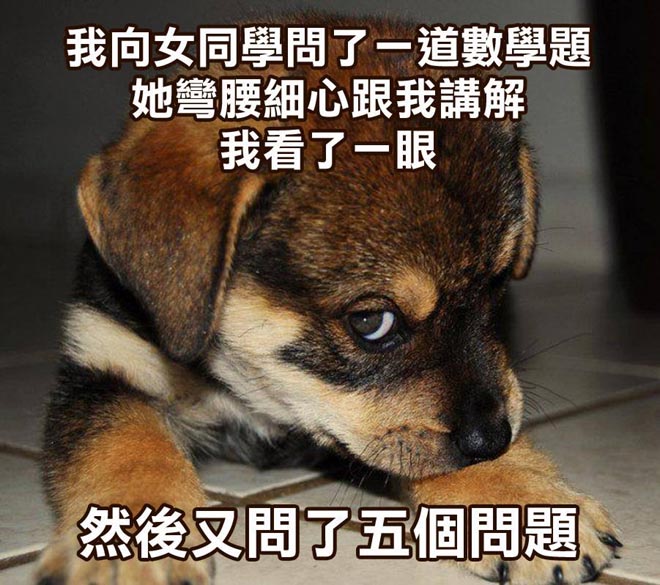 我向女同學問了一道數學題
她彎腰細心跟我講解
我看了一眼
然後又問了五個問題